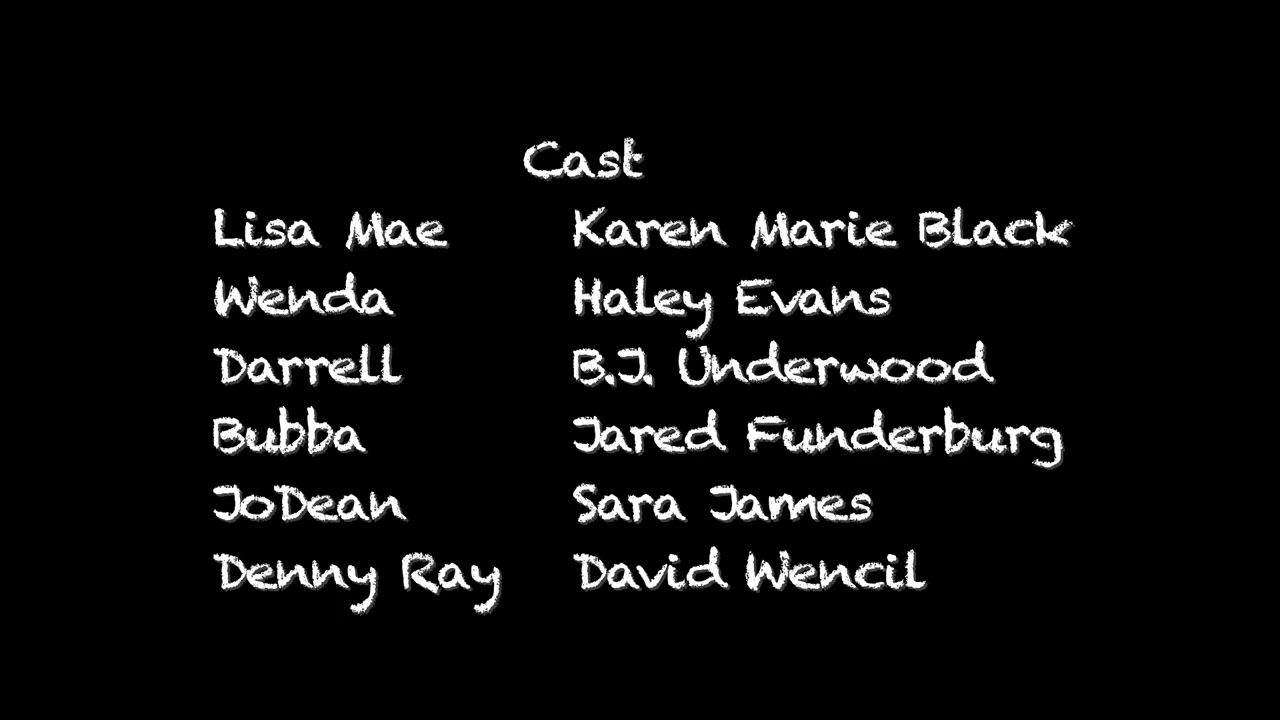 Cast
Lisa Mae Karen Marie Black
Wenda Haley Evans
Darrell B.J. Underwood
Bubba Jared Funderburg
JoDean Sara James
Denny Ray David Wencil